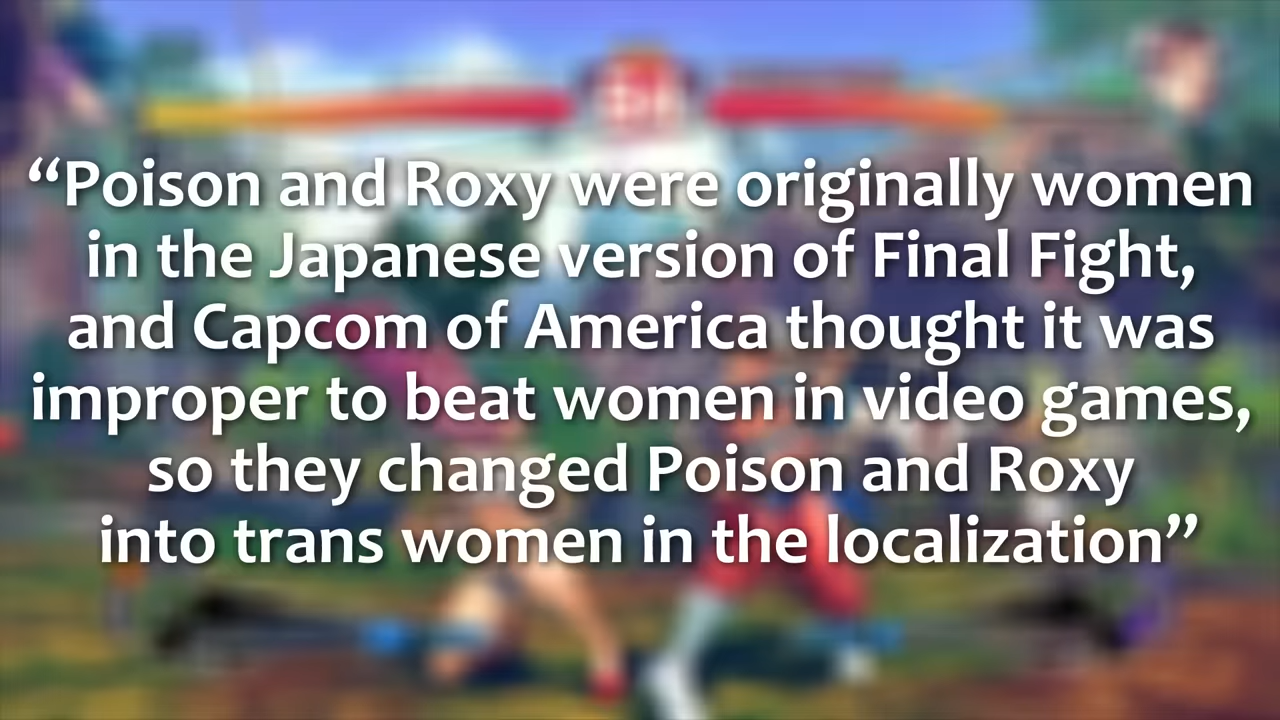 “Poison and Roxy were originally women
in the Japanese version of Final Fight,
and Capcom of America thought it was
improper to beat women in video games,
so they changed Poison and Roxy
into trans women in the localization”